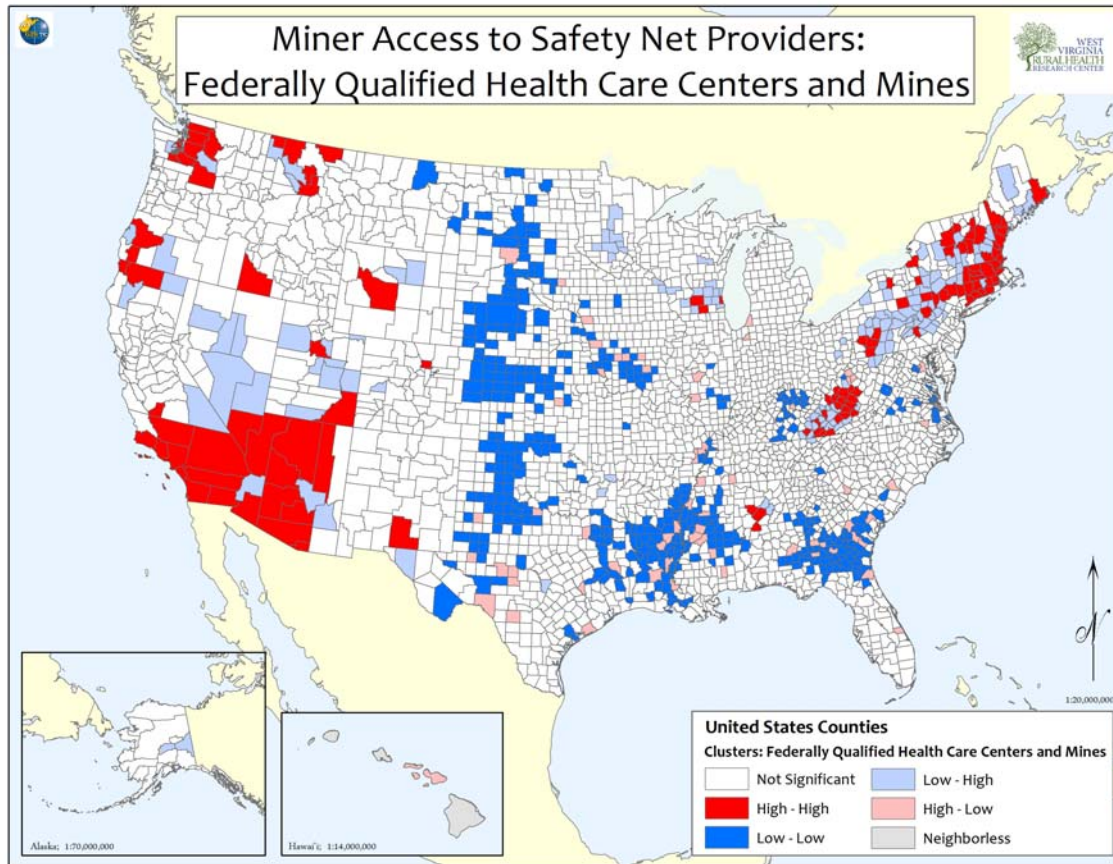 Miner Access to Safety Net Providers:
Federally Qualified Health Care Centers and Mines
WEST
VIRGINIA
RURALHEALTH
RESEARCH CENTER
N
1:20,000,000
Alaska; 1:70,000,000
Hawai'i; 1:14,000,000
United States Counties
Clusters: Federally Qualified Health Care Centers and Mines
Not Significant
Low - High
High - High
High - Low
Low - Low
Neighborless